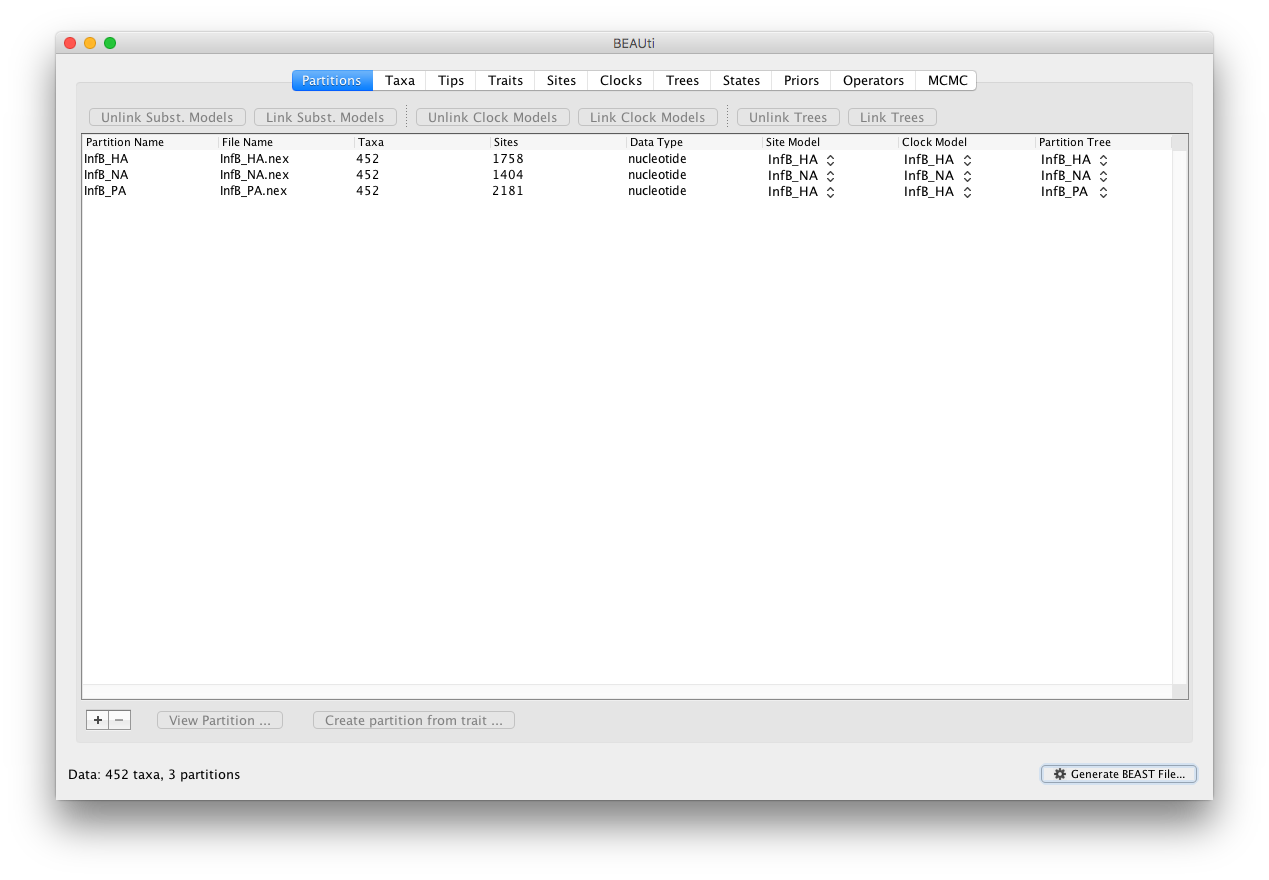 BEAUti
Partitions Taxa Tips Traits Sites Clocks Trees States Priors Operators MCMC
Unlink Subst. Models Link Subst. Models Unlink Clock Models Link Clock Models Unlink Trees Link Trees
Partition Name File Name Taxa Sites Data Type Site Model Clock Model Partition Tree
InfB_HA InfB_HA.nex 452 1758 nucleotide InfB_HA InfB_HA InfB_HA
InfB_NA InfB_NA.nex 452 1404 nucleotide InfB_NA InfB_NA InfB_NA
InfB_PA InfB_PA.nex 452 2181 nucleotide InfB_HA InfB_HA InfB_PA
+ − View Partition ... Create partition from trait ...
Data: 452 taxa, 3 partitions
Generate BEAST File...